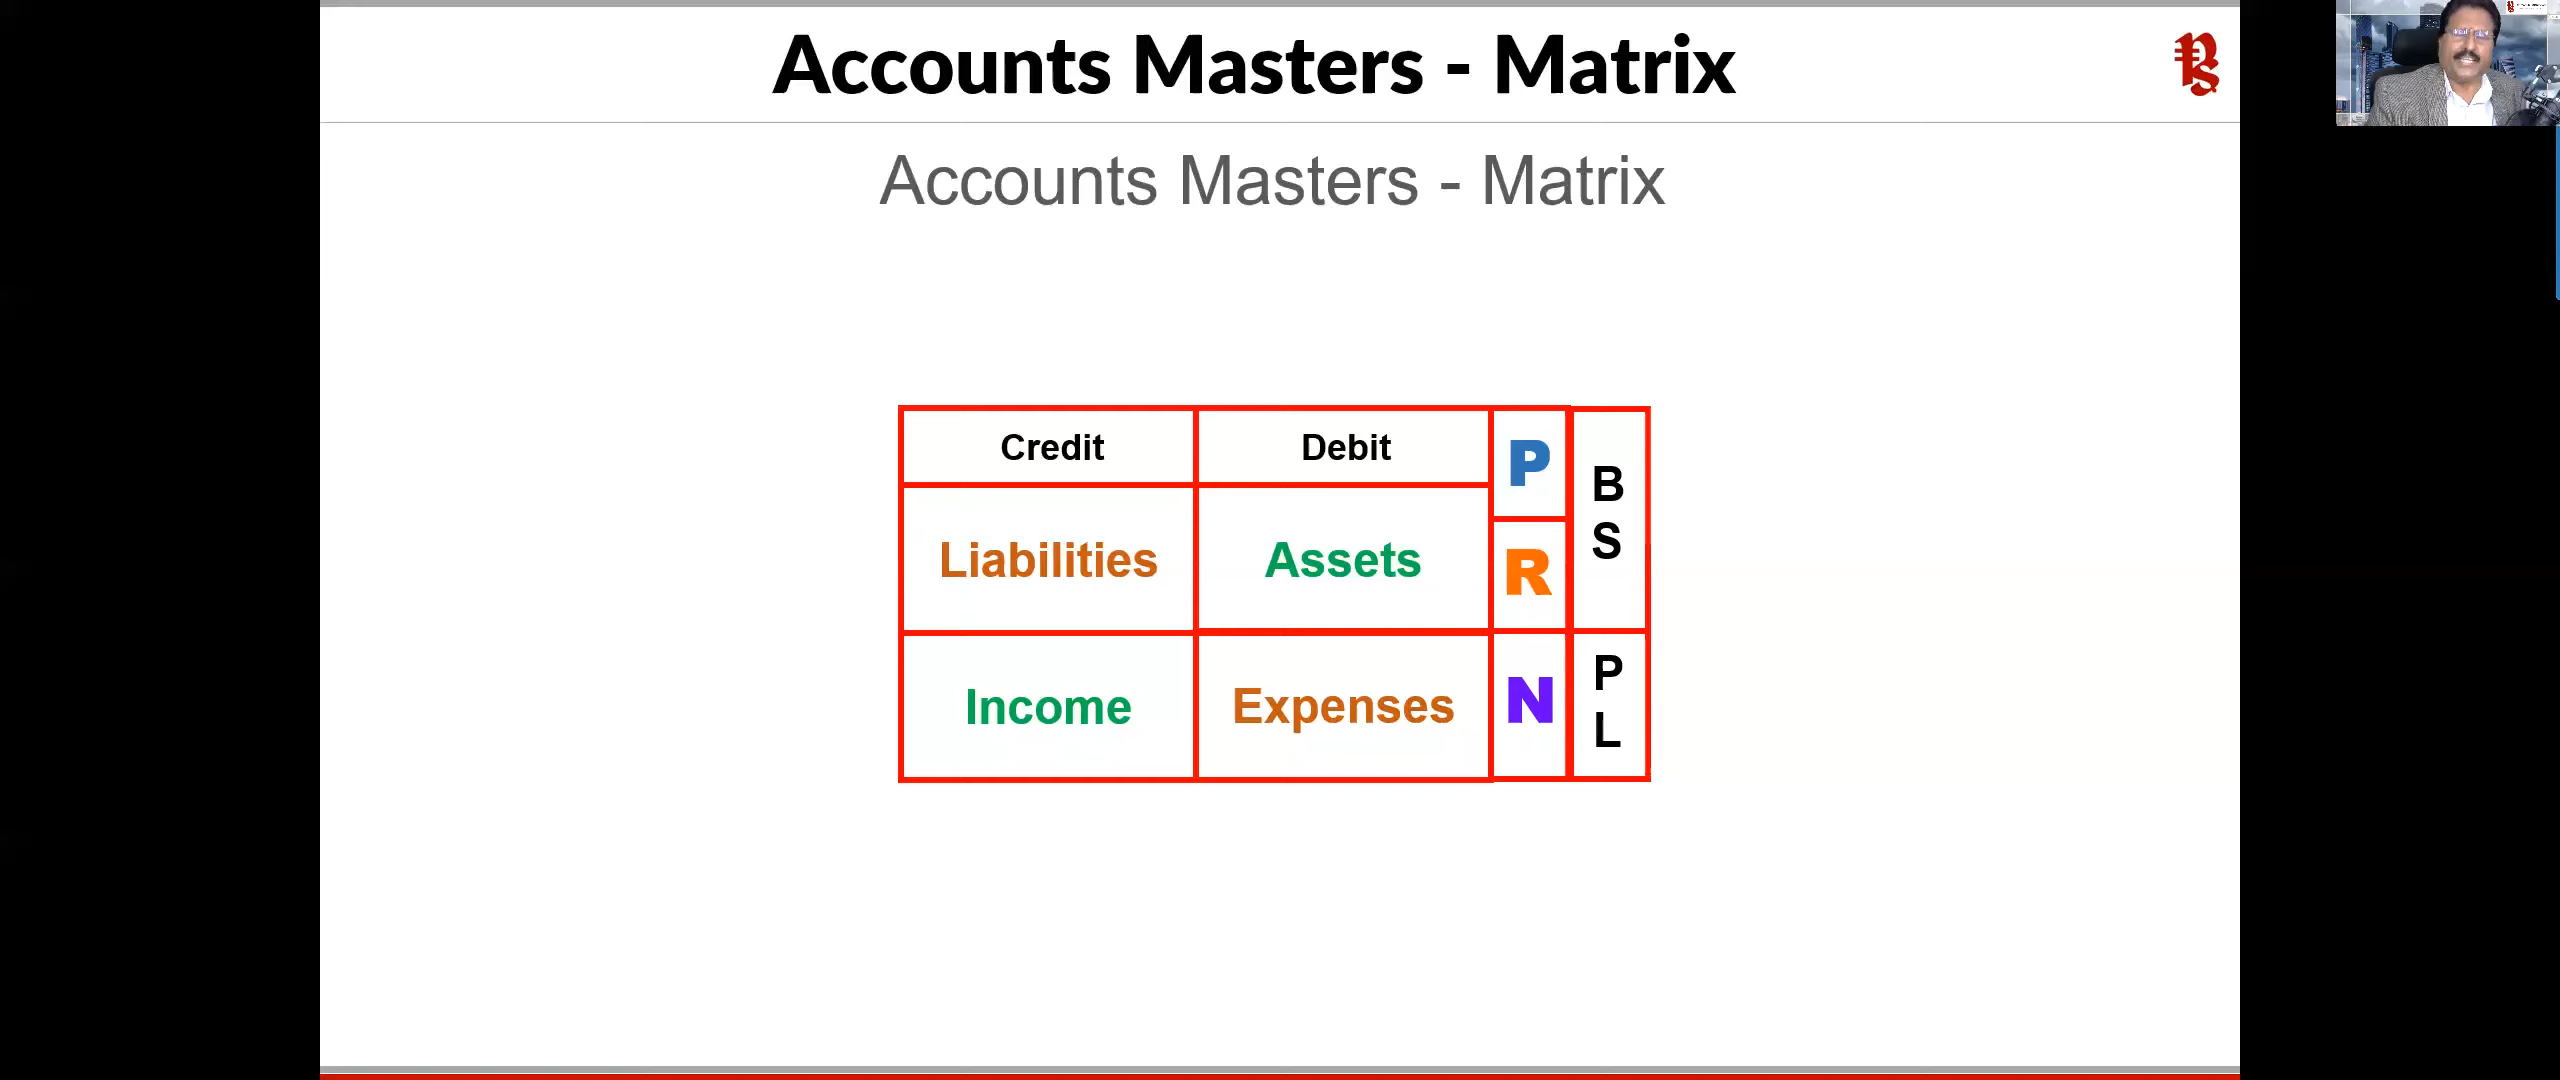 Accounts Masters - Matrix
Accounts Masters - Matrix
Credit Debit P B
S
Liabilities Assets R
Income Expenses N P
L